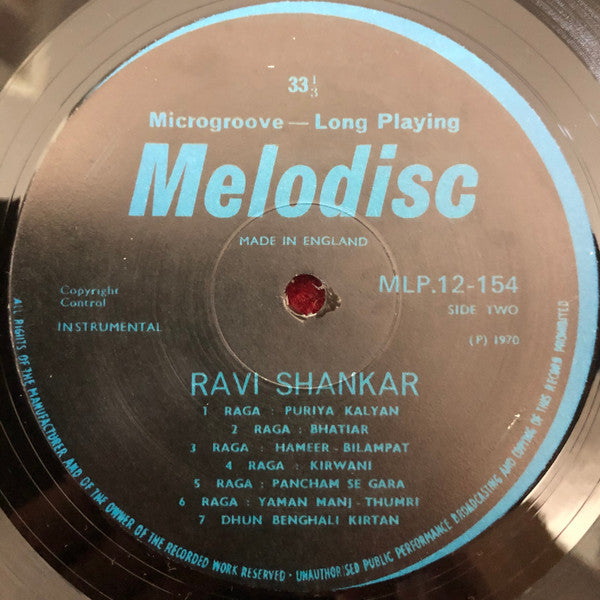 33⅓
Microgroove — Long Playing
Melodisc
MADE IN ENGLAND
MLP.12-154
SIDE TWO
(P) 1970
Copyright
Control
INSTRUMENTAL
RAVI SHANKAR
1 RAGA : PURIYA KALYAN
2 RAGA : BHATIAR
3 RAGA : HAMEER - BILAMPAT
4 RAGA : KIRWANI
5 RAGA : PANCHAM SE GARA
6 RAGA : YAMAN MANJ - THUMRI
7 DHUN BENGHALI KIRTAN
ALL RIGHTS OF THE MANUFACTURER AND OF THE OWNER OF THE RECORDED WORK RESERVED · UNAUTHORISED PUBLIC PERFORMANCE BROADCASTING AND COPYING OF THIS RECORD PROHIBITED